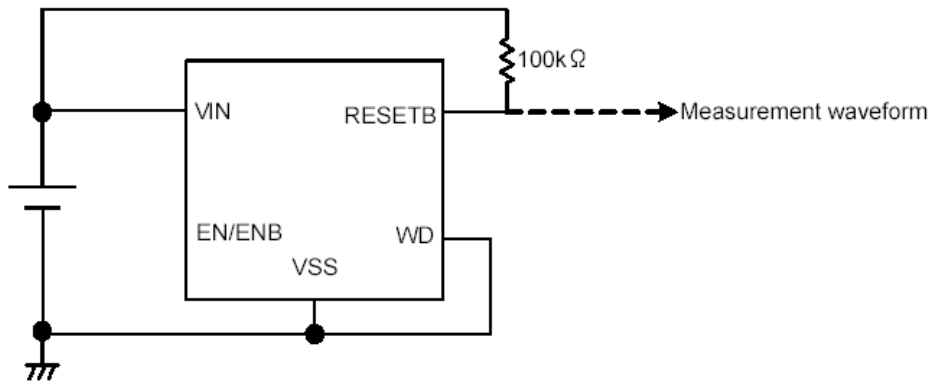 100kΩ
VIN
RESETB
Measurement waveform
EN/ENB
WD
VSS